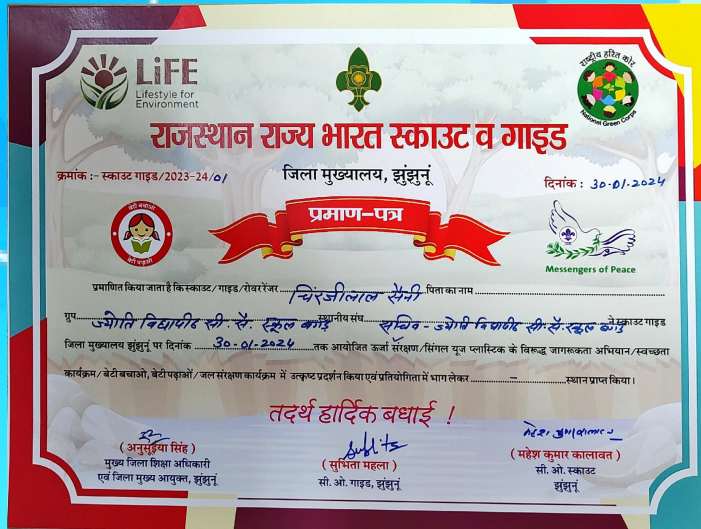 LiFE
Lifestyle for
Environment
राष्ट्रीय हरित कोर
National Green Corps
राजस्थान राज्य भारत स्काउट व गाइड
क्रमांक :- स्काउट गाइड/2023-24/01
जिला मुख्यालय, झुंझुनूं
दिनांक : 30-01-2024
बेटी बचाओ
बेटी पढ़ाओ
प्रमाण-पत्र
Messengers of Peace
प्रमाणित किया जाता है कि स्काउट / गाइड /रोवर रेंजर चिंरजीलाल सैनी पिता का नाम
ग्रुप ज्योति विद्यापीठ सी. सै. स्कूल स्थानीय संघ सचिव - ज्योति विद्यापीठ सी. सै. स्कूल ने स्काउट गाइड
जिला मुख्यालय झुंझुनूं पर दिनांक 30-01-2024 तक आयोजित ऊर्जा संरक्षण/सिंगल यूज प्लास्टिक के विरूद्ध जागरूकता अभियान/स्वच्छता
कार्यक्रम/ बेटी बचाओ, बेटी पढ़ाओं/ जल संरक्षण कार्यक्रम में उत्कृष्ट प्रदर्शन किया एवं प्रतियोगिता में भाग लेकर - स्थान प्राप्त किया।
तदर्थ हार्दिक बधाई !
(अनुसूईया सिंह)
मुख्य जिला शिक्षा अधिकारी
एवं जिला मुख्य आयुक्त, झुंझुनूं
(सुभिता महला)
सी. ओ. गाइड, झुंझुनूं
(महेश कुमार कालावत)
सी. ओ. स्काउट
झुंझुनूं